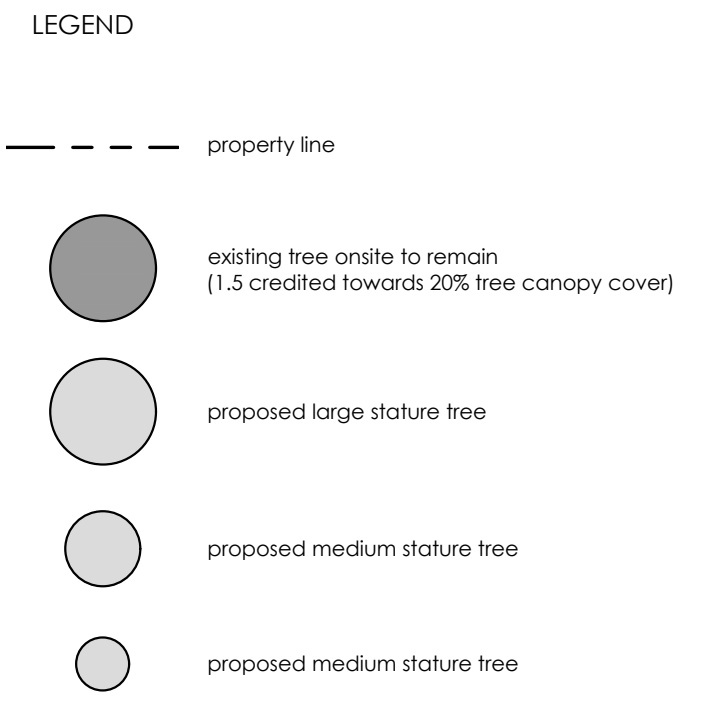 LEGEND
property line
existing tree onsite to remain
(1.5 credited towards 20% tree canopy cover)
proposed large stature tree
proposed medium stature tree
proposed medium stature tree